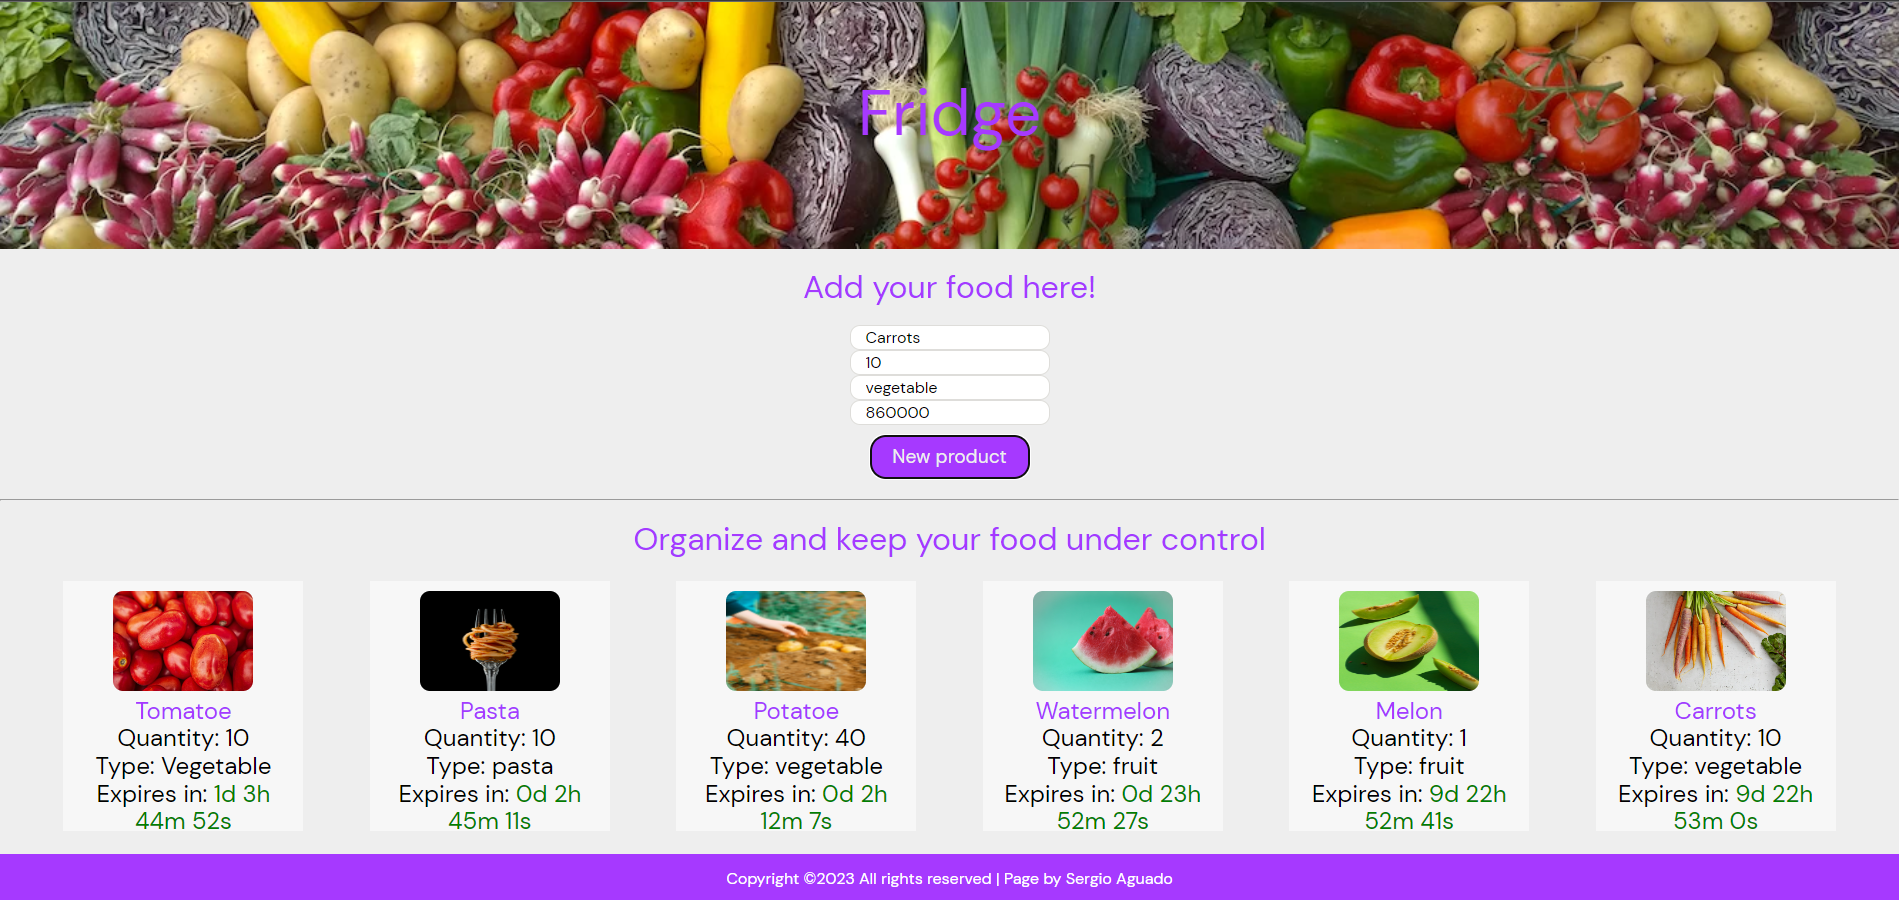 Fridge
Add your food here!
Carrots
10
vegetable
860000
New product
Organize and keep your food under control
Tomatoe
Quantity: 10
Type: Vegetable
Expires in: 1d 3h
44m 52s
Pasta
Quantity: 10
Type: pasta
Expires in: 0d 2h
45m 11s
Potatoe
Quantity: 40
Type: vegetable
Expires in: 0d 2h
12m 7s
Watermelon
Quantity: 2
Type: fruit
Expires in: 0d 23h
52m 27s
Melon
Quantity: 1
Type: fruit
Expires in: 9d 22h
52m 41s
Carrots
Quantity: 10
Type: vegetable
Expires in: 9d 22h
53m 0s
Copyright ©2023 All rights reserved | Page by Sergio Aguado